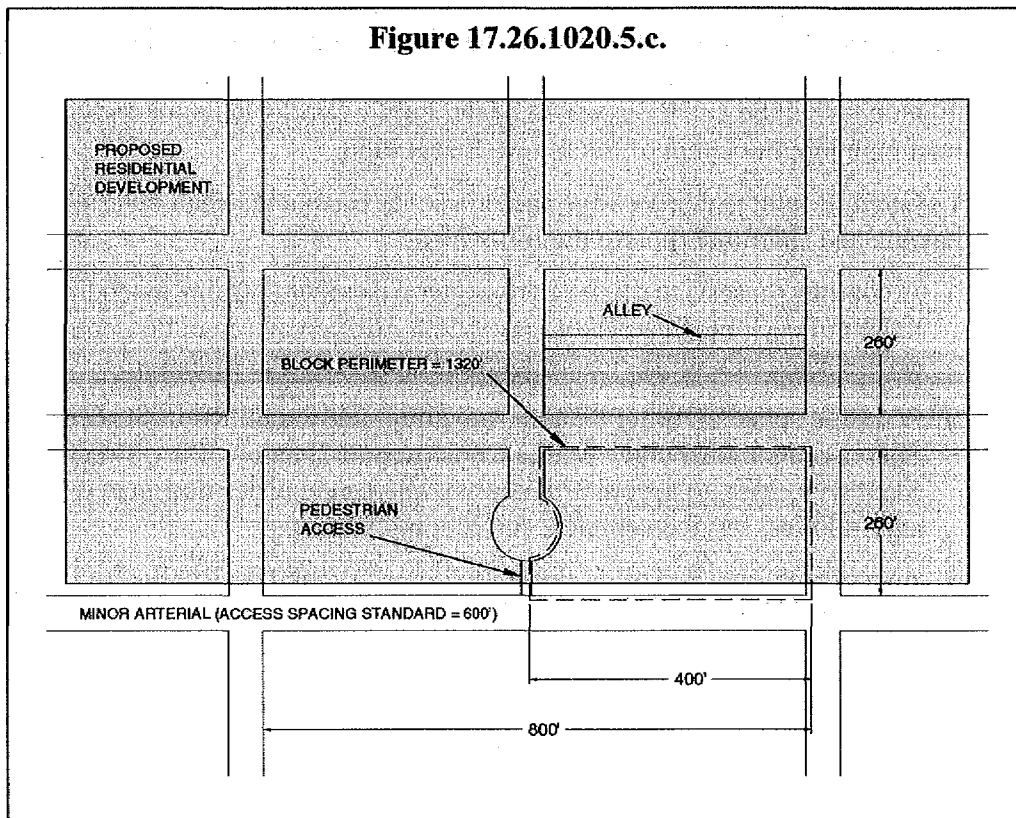 Figure 17.26.1020.5.c.
PROPOSED
RESIDENTIAL
DEVELOPMENT
ALLEY
260'
BLOCK PERIMETER = 1320'
PEDESTRIAN
ACCESS
260'
MINOR ARTERIAL (ACCESS SPACING STANDARD = 600')
400'
800'